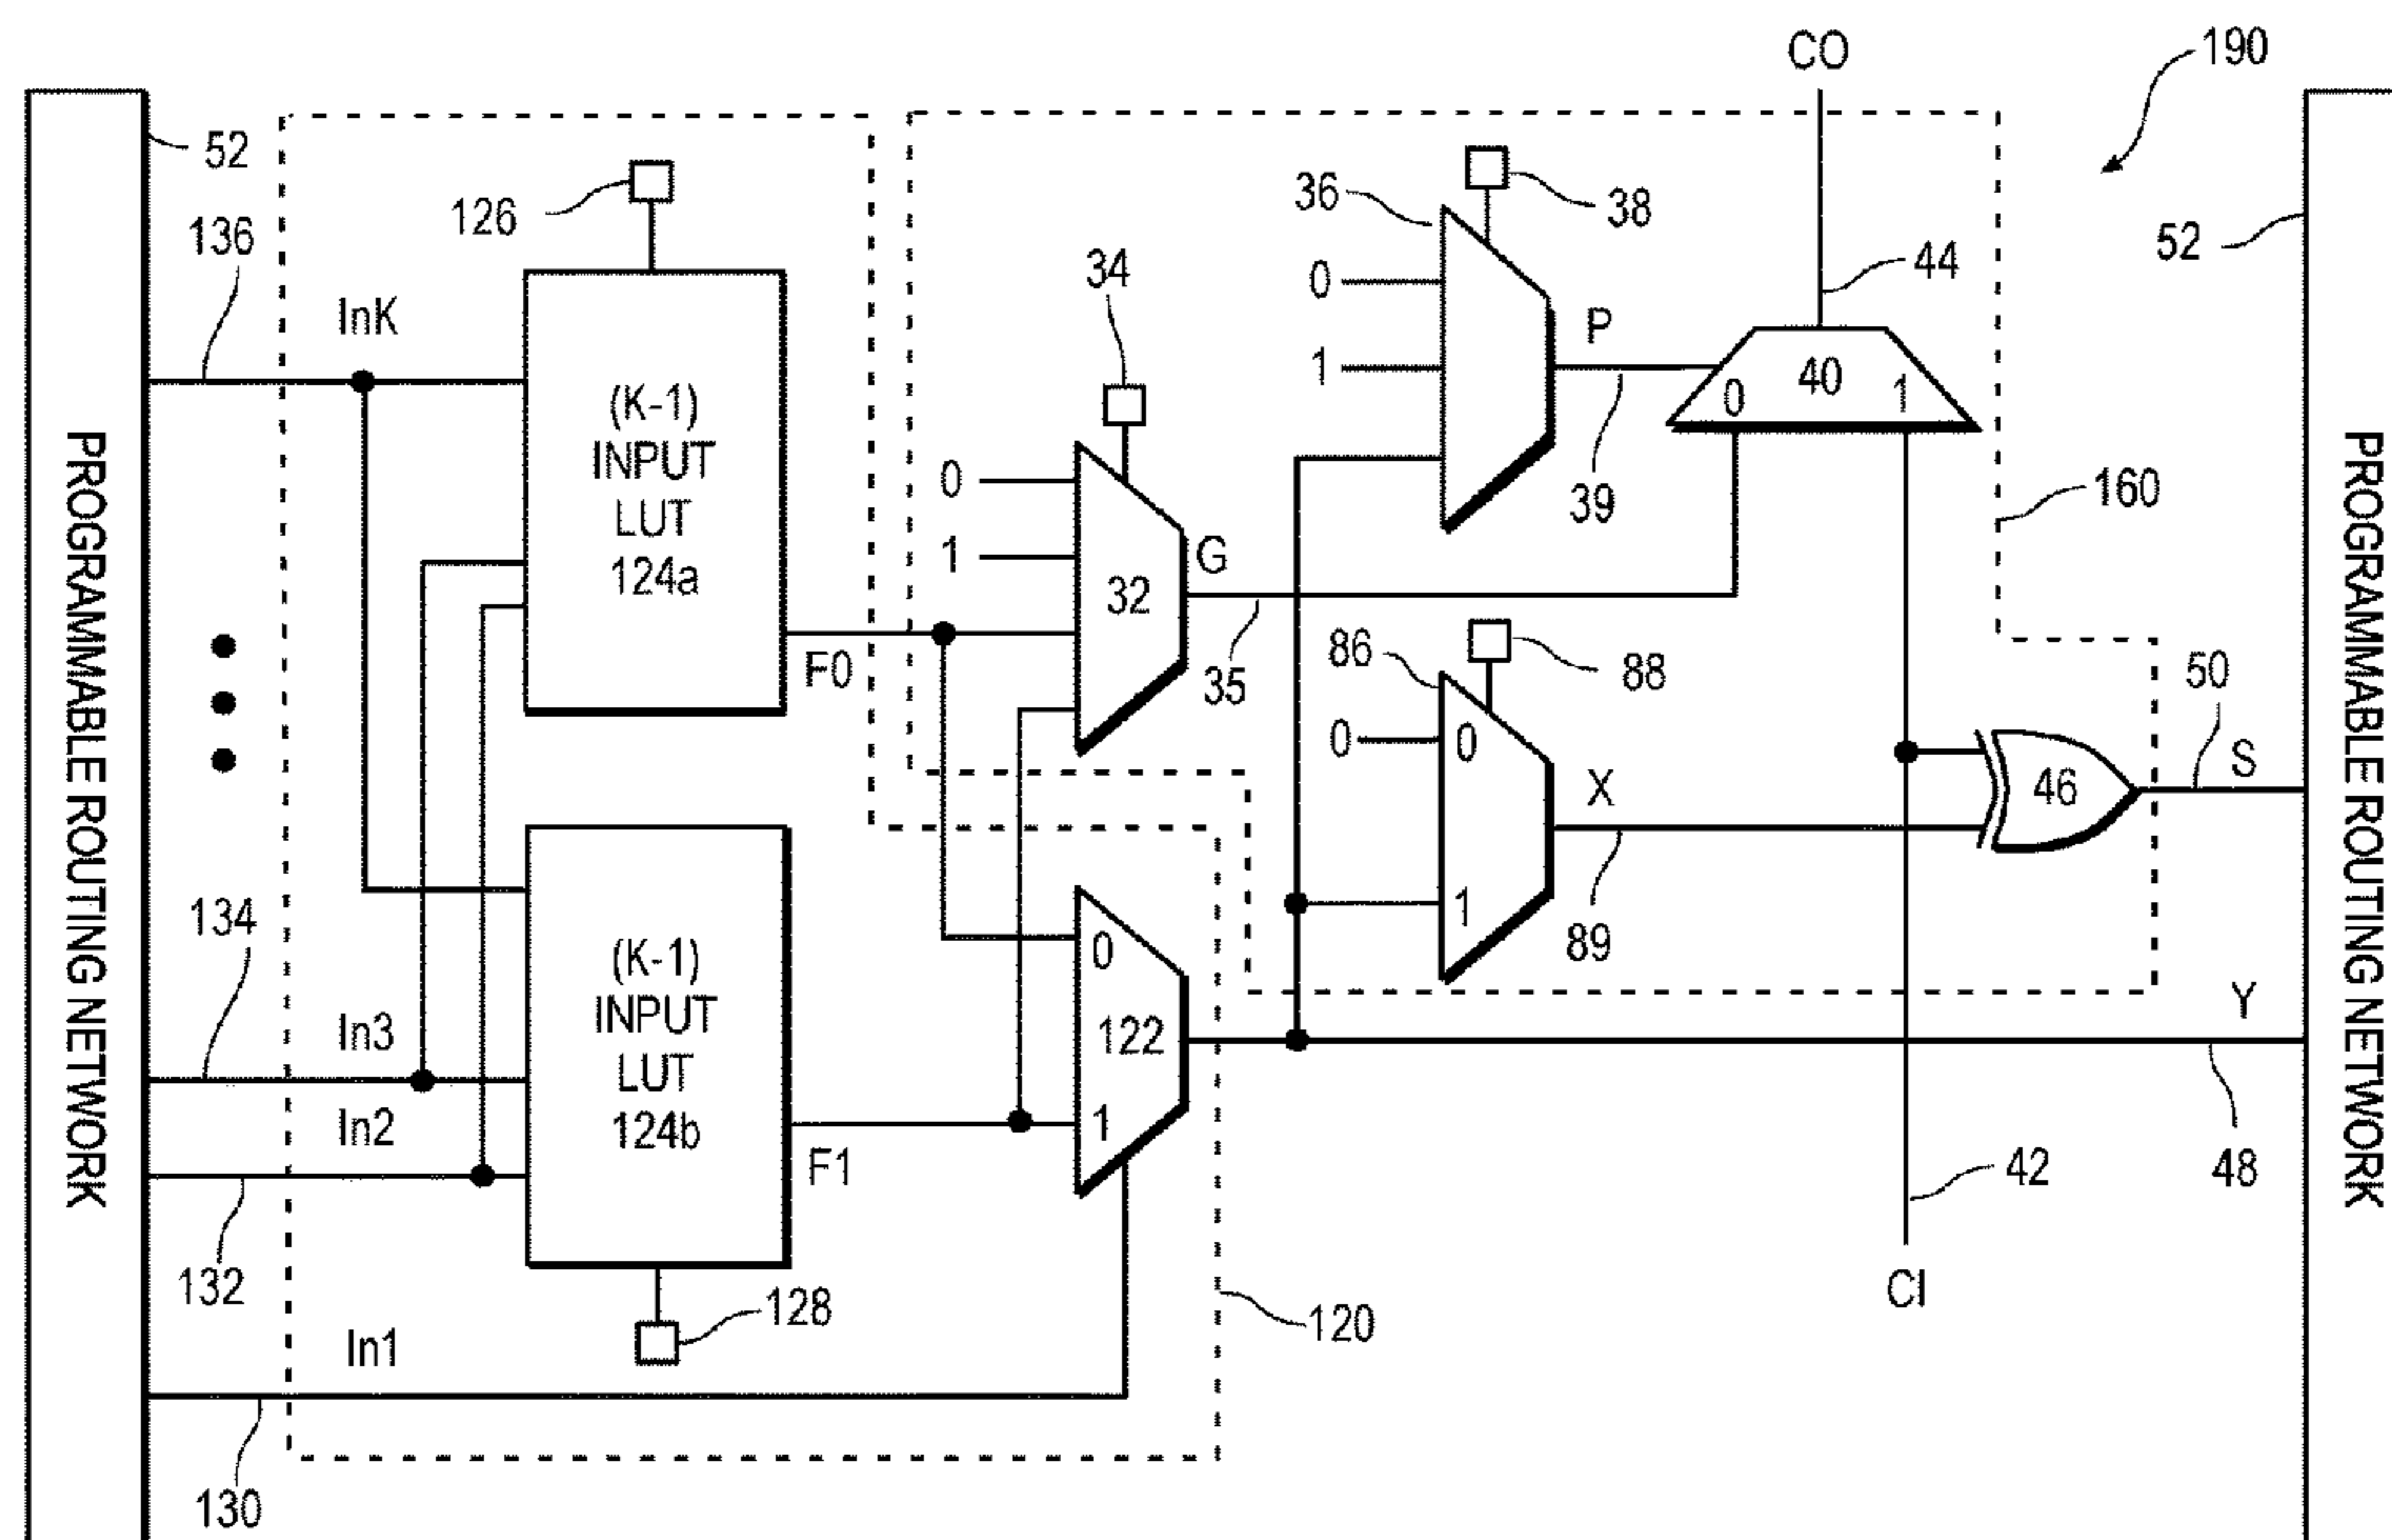 CO
190
52
126
136
InK
(K-1)
INPUT
LUT
124a
34
36
38
0
1
P
39
44
0
40
1
52
160
0
1
32
G
35
F0
86
88
0
0
1
X
89
46
50
S
PROGRAMMABLE ROUTING NETWORK
PROGRAMMABLE ROUTING NETWORK
134
In3
In2
132
(K-1)
INPUT
LUT
124b
F1
0
122
1
Y
48
42
CI
128
120
In1
130